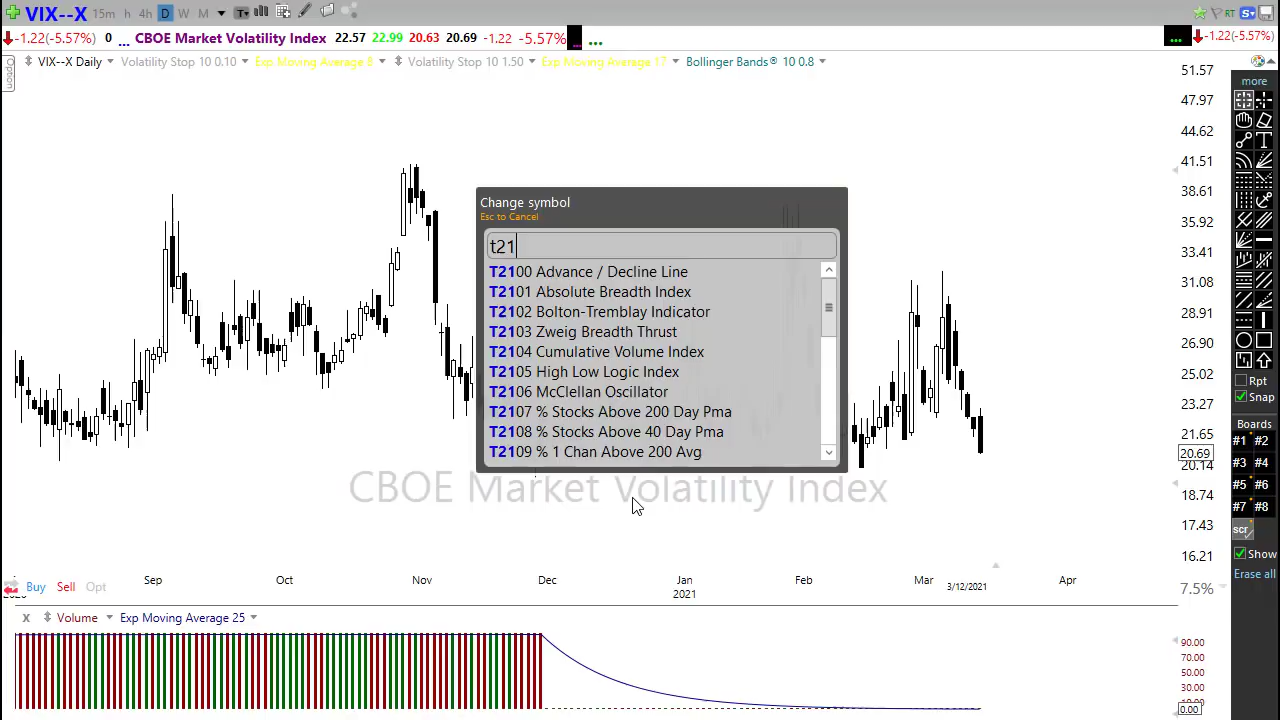 VIX--X 15m h 4h D W M T RT S
-1.22(-5.57%) 0 ... CBOE Market Volatility Index 22.57 22.99 20.63 20.69 -1.22 -5.57% ... ... ... -1.22(-5.57%)
Option
VIX--X Daily Volatility Stop 10 0.10 Exp Moving Average 8 Volatility Stop 10 1.50 Exp Moving Average 17 Bollinger Bands® 10 0.8
51.57
47.97
44.62
41.51
38.61
35.92
33.31
31.08
28.91
26.90
25.02
23.27
21.65
20.69
20.14
18.74
17.43
16.21
7.5%
Change symbol
Esc to Cancel
t21
T2100 Advance / Decline Line
T2101 Absolute Breadth Index
T2102 Bolton-Tremblay Indicator
T2103 Zweig Breadth Thrust
T2104 Cumulative Volume Index
T2105 High Low Logic Index
T2106 McClellan Oscillator
T2107 % Stocks Above 200 Day Pma
T2108 % Stocks Above 40 Day Pma
T2109 % 1 Chan Above 200 Avg
CBOE Market Volatility Index
Sep Oct Nov Dec Jan Feb Mar Apr
2021 3/12/2021
Buy Sell Opt
x Volume Exp Moving Average 25
90.00
70.00
50.00
30.00
0.00
more
T
Rpt
Snap
Boards
#1 #2
#3 #4
#5 #6
#7 #8
scr
Show
Erase all